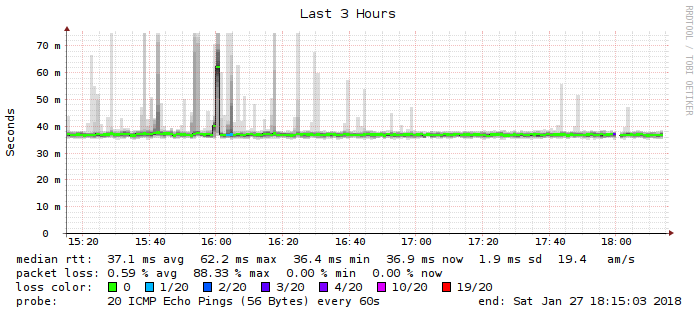 Last 3 Hours
RRDTOOL / TOBI OETIKER
Seconds
70 m
60 m
50 m
40 m
30 m
20 m
10 m
0
15:20 15:40 16:00 16:20 16:40 17:00 17:20 17:40 18:00
median rtt: 37.1 ms avg 62.2 ms max 36.4 ms min 36.9 ms now 1.9 ms sd 19.4 am/s
packet loss: 0.59 % avg 88.33 % max 0.00 % min 0.00 % now
loss color: 0 1/20 2/20 3/20 4/20 10/20 19/20
probe: 20 ICMP Echo Pings (56 Bytes) every 60s end: Sat Jan 27 18:15:03 2018